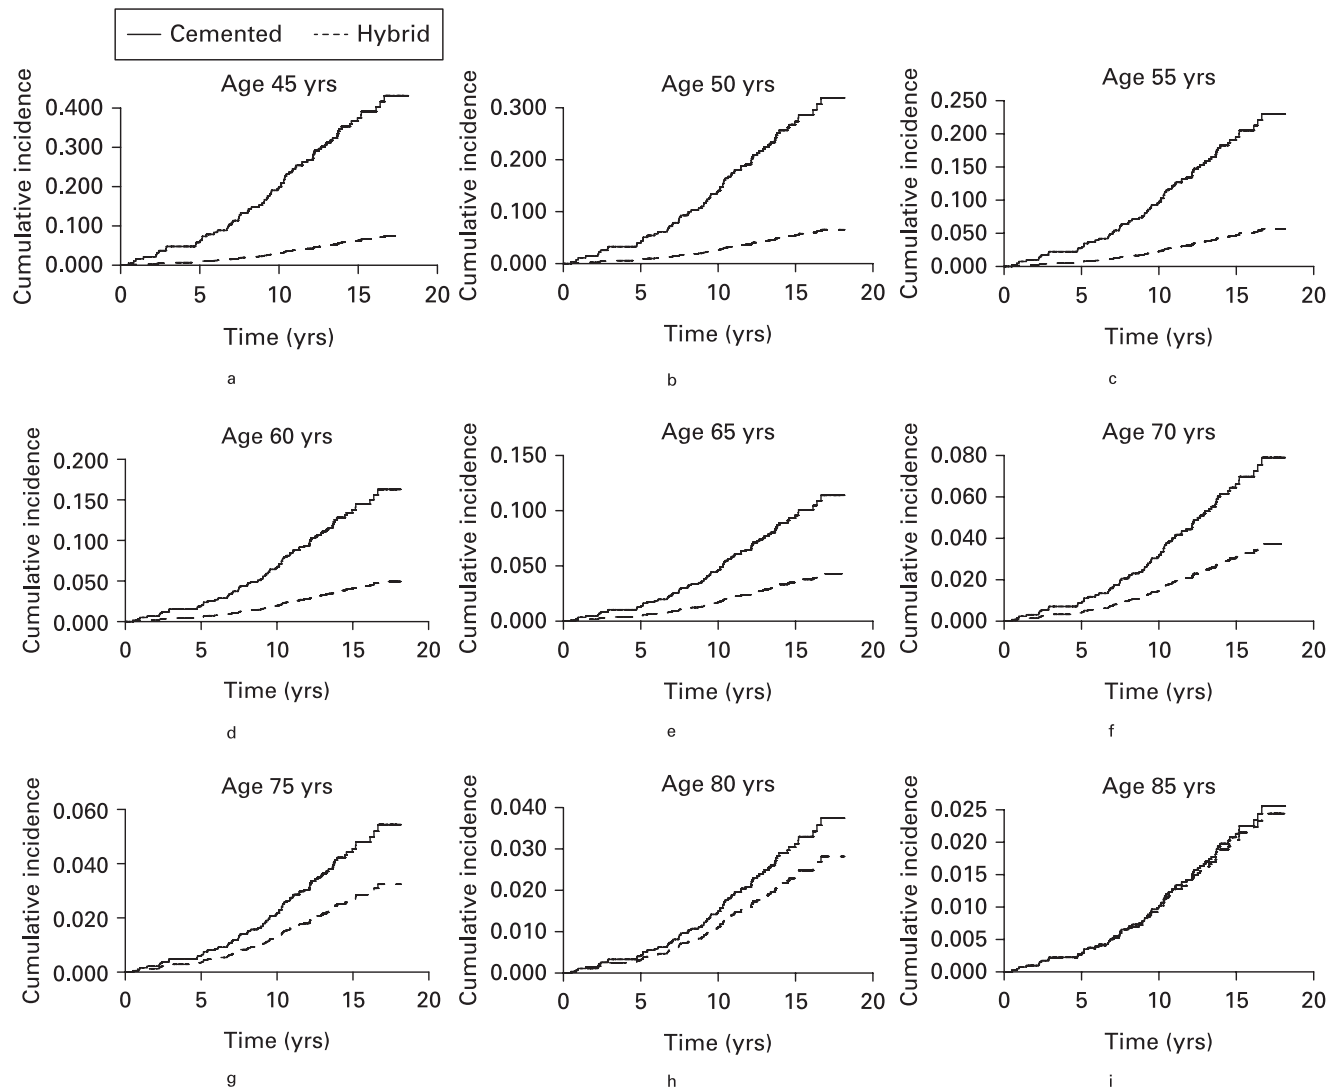 Cemented Hybrid
Age 45 yrs
Cumulative incidence
0.400
0.300
0.200
0.100
0.000
0 5 10 15 20
Time (yrs)
a
Age 50 yrs
Cumulative incidence
0.300
0.200
0.100
0.000
0 5 10 15 20
Time (yrs)
b
Age 55 yrs
Cumulative incidence
0.250
0.200
0.150
0.100
0.050
0.000
0 5 10 15 20
Time (yrs)
c
Age 60 yrs
Cumulative incidence
0.200
0.150
0.100
0.050
0.000
0 5 10 15 20
Time (yrs)
d
Age 65 yrs
Cumulative incidence
0.150
0.100
0.050
0.000
0 5 10 15 20
Time (yrs)
e
Age 70 yrs
Cumulative incidence
0.080
0.060
0.040
0.020
0.000
0 5 10 15 20
Time (yrs)
f
Age 75 yrs
Cumulative incidence
0.060
0.040
0.020
0.000
0 5 10 15 20
Time (yrs)
g
Age 80 yrs
Cumulative incidence
0.040
0.030
0.020
0.010
0.000
0 5 10 15 20
Time (yrs)
h
Age 85 yrs
Cumulative incidence
0.025
0.020
0.015
0.010
0.005
0.000
0 5 10 15 20
Time (yrs)
i